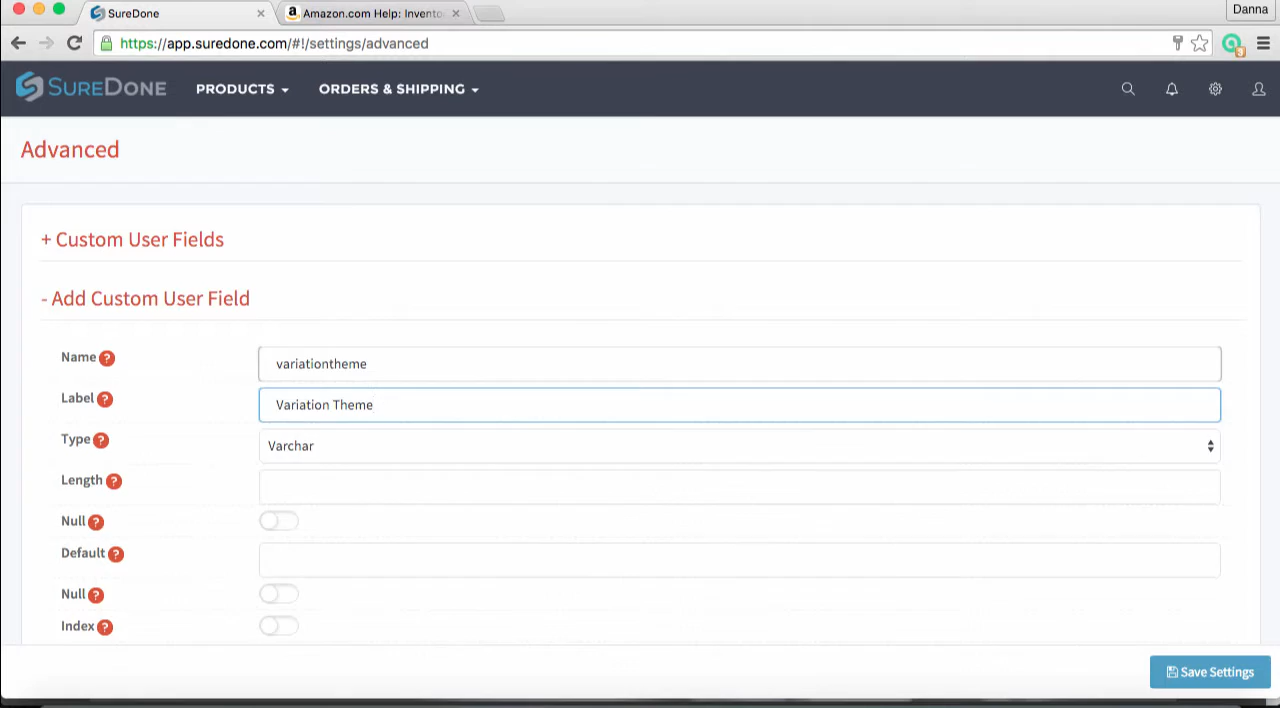 SureDone
Amazon.com Help: Invento
Danna
https://app.suredone.com/#!/settings/advanced
SUREDONE PRODUCTS ORDERS & SHIPPING
Advanced
+ Custom User Fields
- Add Custom User Field
Name ? variationtheme
Label ? Variation Theme
Type ? Varchar
Length ?
Null ?
Default ?
Null ?
Index ?
Save Settings